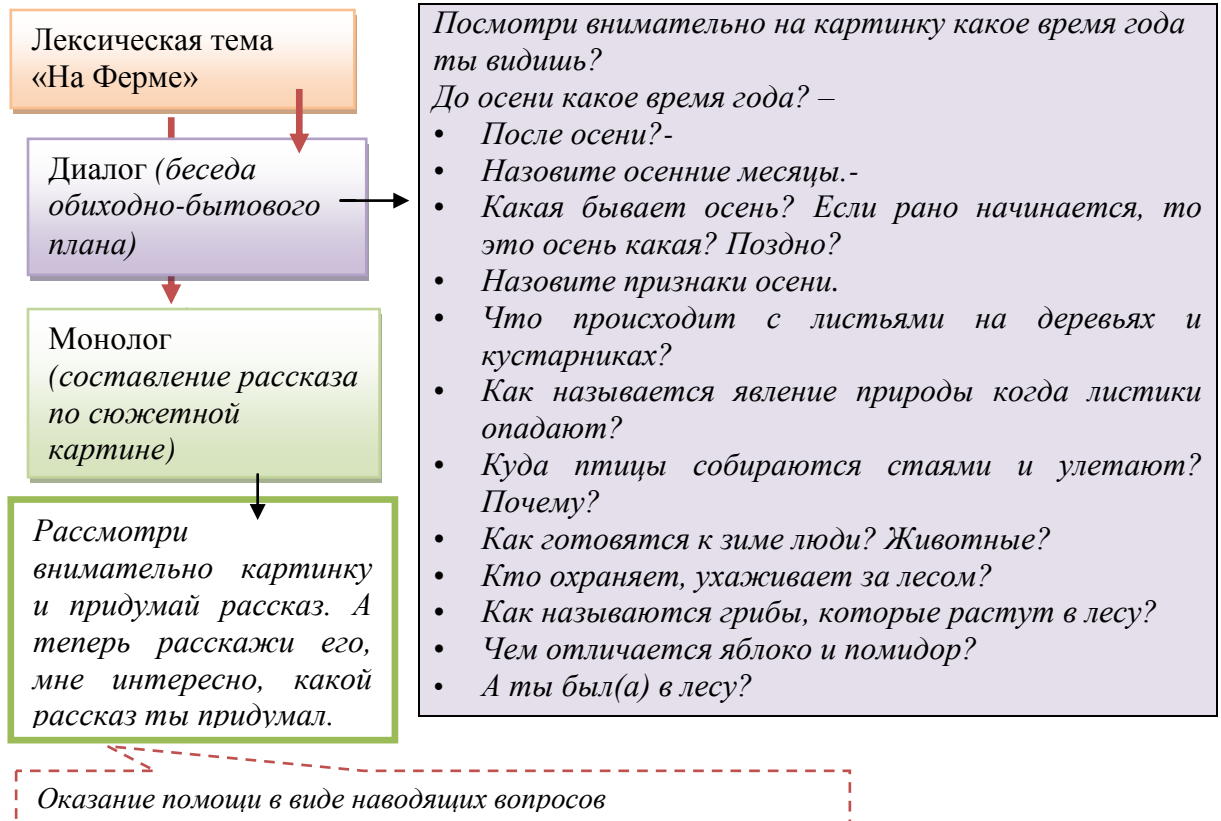 Лексическая тема
«На Ферме»
Диалог (беседа
обиходно-бытового
плана)
Монолог
(составление рассказа
по сюжетной
картине)
Рассмотри
внимательно картинку
и придумай рассказ. А
теперь расскажи его,
мне интересно, какой
рассказ ты придумал.
Посмотри внимательно на картинку какое время года
ты видишь?
До осени какое время года? –
• После осени?-
• Назовите осенние месяцы.-
• Какая бывает осень? Если рано начинается, то
это осень какая? Поздно?
• Назовите признаки осени.
• Что происходит с листьями на деревьях и
кустарниках?
• Как называется явление природы когда листики
опадают?
• Куда птицы собираются стаями и улетают?
Почему?
• Как готовятся к зиме люди? Животные?
• Кто охраняет, ухаживает за лесом?
• Как называются грибы, которые растут в лесу?
• Чем отличается яблоко и помидор?
• А ты был(а) в лесу?
Оказание помощи в виде наводящих вопросов